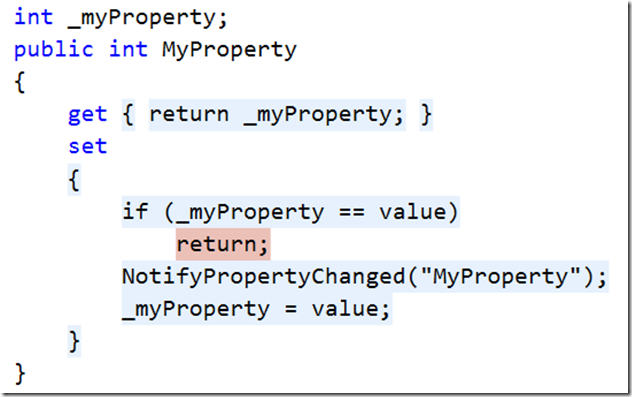 int _myProperty;
public int MyProperty
{
    get { return _myProperty; }
    set
    {
        if (_myProperty == value)
            return;
        NotifyPropertyChanged("MyProperty");
        _myProperty = value;
    }
}